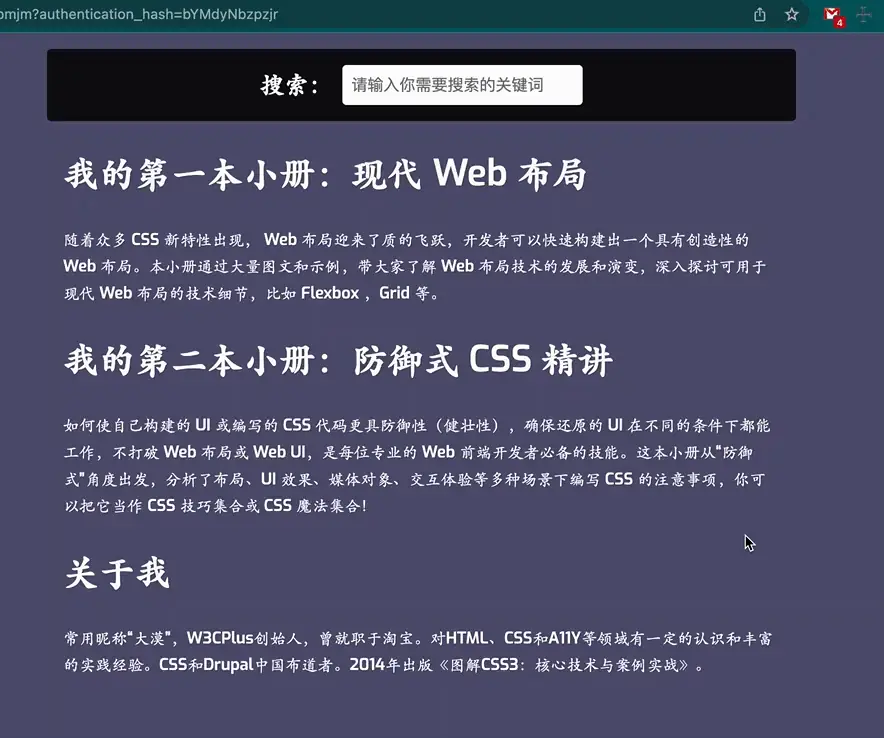 omjm?authentication_hash=bYMdyNbzpzjr
4
搜索： 请输入你需要搜索的关键词
我的第一本小册：现代 Web 布局
随着众多 CSS 新特性出现， Web 布局迎来了质的飞跃，开发者可以快速构建出一个具有创造性的
Web 布局。本小册通过大量图文和示例，带大家了解 Web 布局技术的发展和演变，深入探讨可用于
现代 Web 布局的技术细节，比如 Flexbox ，Grid 等。
我的第二本小册：防御式 CSS 精讲
如何使自己构建的 UI 或编写的 CSS 代码更具防御性（健壮性），确保还原的 UI 在不同的条件下都能
工作，不打破 Web 布局或 Web UI，是每位专业的 Web 前端开发者必备的技能。这本小册从“防御
式”角度出发，分析了布局、UI 效果、媒体对象、交互体验等多种场景下编写 CSS 的注意事项，你可
以把它当作 CSS 技巧集合或 CSS 魔法集合！
关于我
常用昵称“大漠”，W3CPlus创始人，曾就职于淘宝。对HTML、CSS和A11Y等领域有一定的认识和丰富
的实践经验。CSS和Drupal中国布道者。2014年出版《图解CSS3：核心技术与案例实战》。